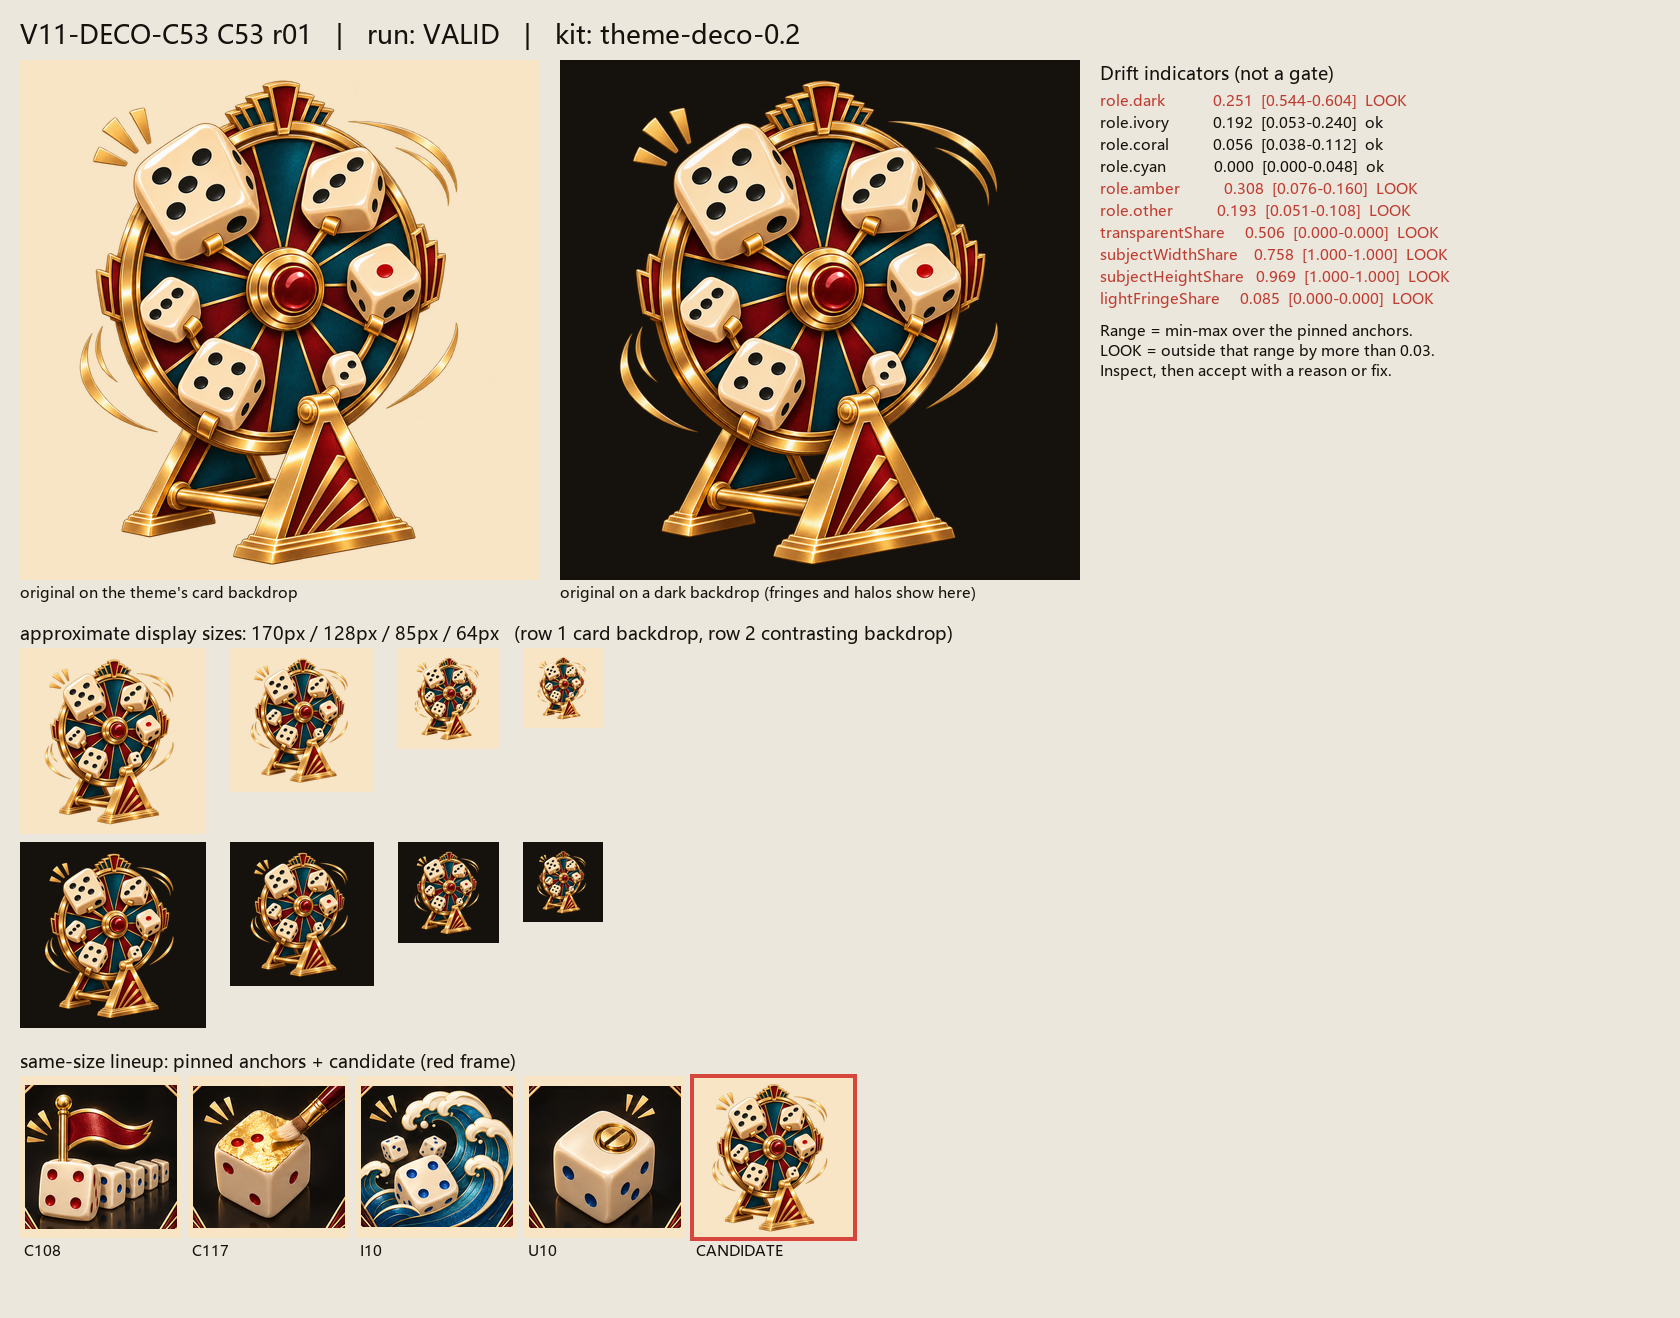 V11-DECO-C53 C53 r01   |   run: VALID   |   kit: theme-deco-0.2
Drift indicators (not a gate)
role.dark 0.251 [0.544-0.604] LOOK
role.ivory 0.192 [0.053-0.240] ok
role.coral 0.056 [0.038-0.112] ok
role.cyan 0.000 [0.000-0.048] ok
role.amber 0.308 [0.076-0.160] LOOK
role.other 0.193 [0.051-0.108] LOOK
transparentShare 0.506 [0.000-0.000] LOOK
subjectWidthShare 0.758 [1.000-1.000] LOOK
subjectHeightShare 0.969 [1.000-1.000] LOOK
lightFringeShare 0.085 [0.000-0.000] LOOK
Range = min-max over the pinned anchors.
LOOK = outside that range by more than 0.03.
Inspect, then accept with a reason or fix.
original on the theme's card backdrop
original on a dark backdrop (fringes and halos show here)
approximate display sizes: 170px / 128px / 85px / 64px   (row 1 card backdrop, row 2 contrasting backdrop)
same-size lineup: pinned anchors + candidate (red frame)
C108
C117
I10
U10
CANDIDATE